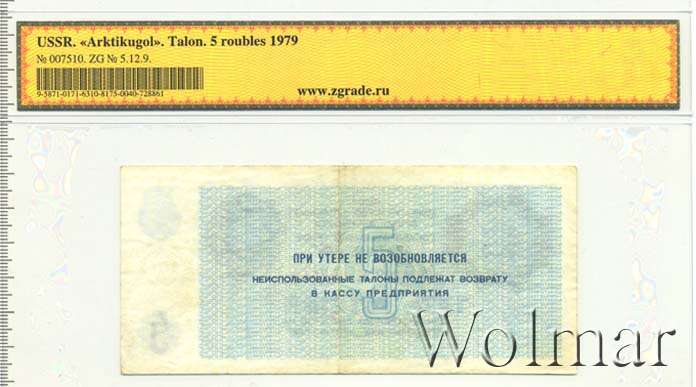 USSR. «Arktikugol». Talon. 5 roubles 1979
№ 007510. ZG № 5.12.9.
9-5871-0171-6310-8175-0040-728861
www.zgrade.ru
5
ПРИ УТЕРЕ НЕ ВОЗОБНОВЛЯЕТСЯ
НЕИСПОЛЬЗОВАННЫЕ ТАЛОНЫ ПОДЛЕЖАТ ВОЗВРАТУ
В КАССУ ПРЕДПРИЯТИЯ
5
Wolmar